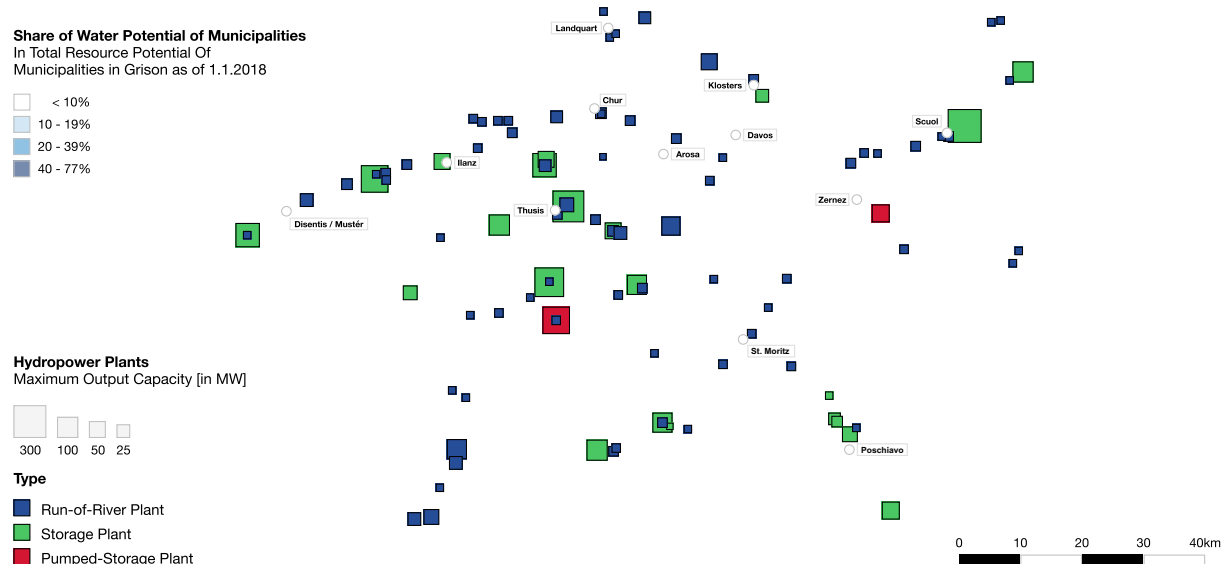 Share of Water Potential of Municipalities
In Total Resource Potential Of
Municipalities in Grison as of 1.1.2018
< 10%
10 - 19%
20 - 39%
40 - 77%
Landquart
Klosters
Chur
Davos
Arosa
Scuol
Ilanz
Zernez
Thusis
Disentis / Mustér
St. Moritz
Poschiavo
Hydropower Plants
Maximum Output Capacity [in MW]
300 100 50 25
Type
Run-of-River Plant
Storage Plant
Pumped-Storage Plant
0 10 20 30 40km